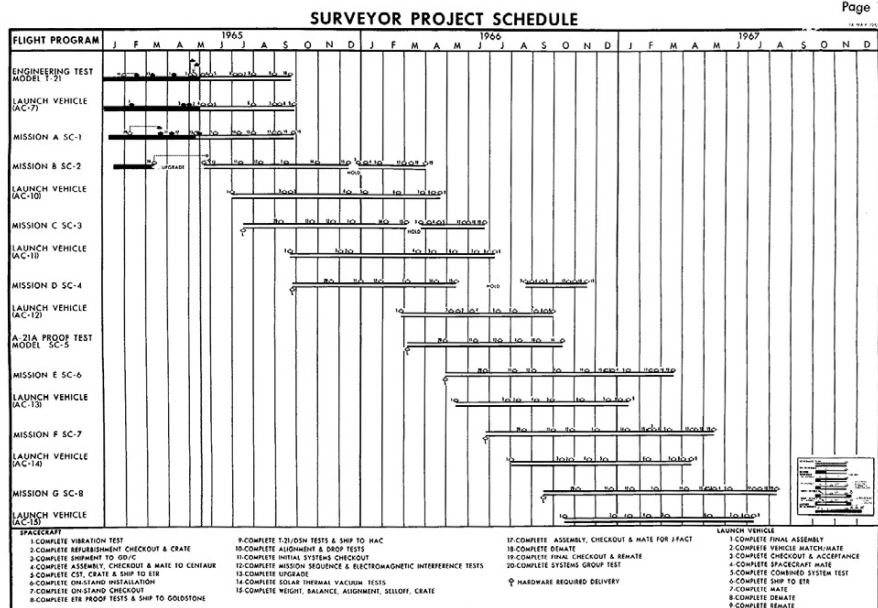 Page
SURVEYOR PROJECT SCHEDULE
FLIGHT PROGRAM 1965 1966 1967
J F M A M J J A S O N D J F M A M J J A S O N D J F M A M J J A S O N D
ENGINEERING TEST
MODEL T-21
LAUNCH VEHICLE
(AC-7)
MISSION A SC-1
MISSION B SC-2
UPGRADE
HOLD
LAUNCH VEHICLE
(AC-10)
MISSION C SC-3
HOLD
LAUNCH VEHICLE
(AC-11)
MISSION D SC-4
HOLD
LAUNCH VEHICLE
(AC-12)
A-21A PROOF TEST
MODEL SC-5
MISSION E SC-6
LAUNCH VEHICLE
(AC-13)
MISSION F SC-7
LAUNCH VEHICLE
(AC-14)
MISSION G SC-8
LAUNCH VEHICLE
(AC-15)
SPACECRAFT
1-COMPLETE VIBRATION TEST
2-COMPLETE REFURBISHMENT CHECKOUT & CRATE
3-COMPLETE SHIPMENT TO GD/C
4-COMPLETE ASSEMBLY, CHECKOUT & MATE TO CENTAUR
5-COMPLETE CST, CRATE & SHIP TO ETR
6-COMPLETE ON-STAND INSTALLATION
7-COMPLETE ON-STAND CHECKOUT
8-COMPLETE ETR PROOF TESTS & SHIP TO GOLDSTONE
9-COMPLETE T-21/DSN TESTS & SHIP TO HAC
10-COMPLETE ALIGNMENT & DROP TESTS
11-COMPLETE INITIAL SYSTEMS CHECKOUT
12-COMPLETE MISSION SEQUENCE & ELECTROMAGNETIC INTERFERENCE TESTS
13-COMPLETE UPGRADE
14-COMPLETE SOLAR THERMAL VACUUM TESTS
15-COMPLETE WEIGHT, BALANCE, ALIGNMENT, SELLOFF, CRATE
17-COMPLETE ASSEMBLY, CHECKOUT & MATE FOR J FACT
18-COMPLETE DEMATE
19-COMPLETE FINAL CHECKOUT & REMATE
20-COMPLETE SYSTEMS GROUP TEST
HARDWARE REQUIRED DELIVERY
LAUNCH VEHICLE
1-COMPLETE FINAL ASSEMBLY
2-COMPLETE VEHICLE MATCH/MATE
3-COMPLETE CHECKOUT & ACCEPTANCE
4-COMPLETE SPACECRAFT MATE
5-COMPLETE COMBINED SYSTEM TEST
6-COMPLETE SHIP TO ETR
7-COMPLETE MATE
8-COMPLETE DEMATE
9-COMPLETE REMATE